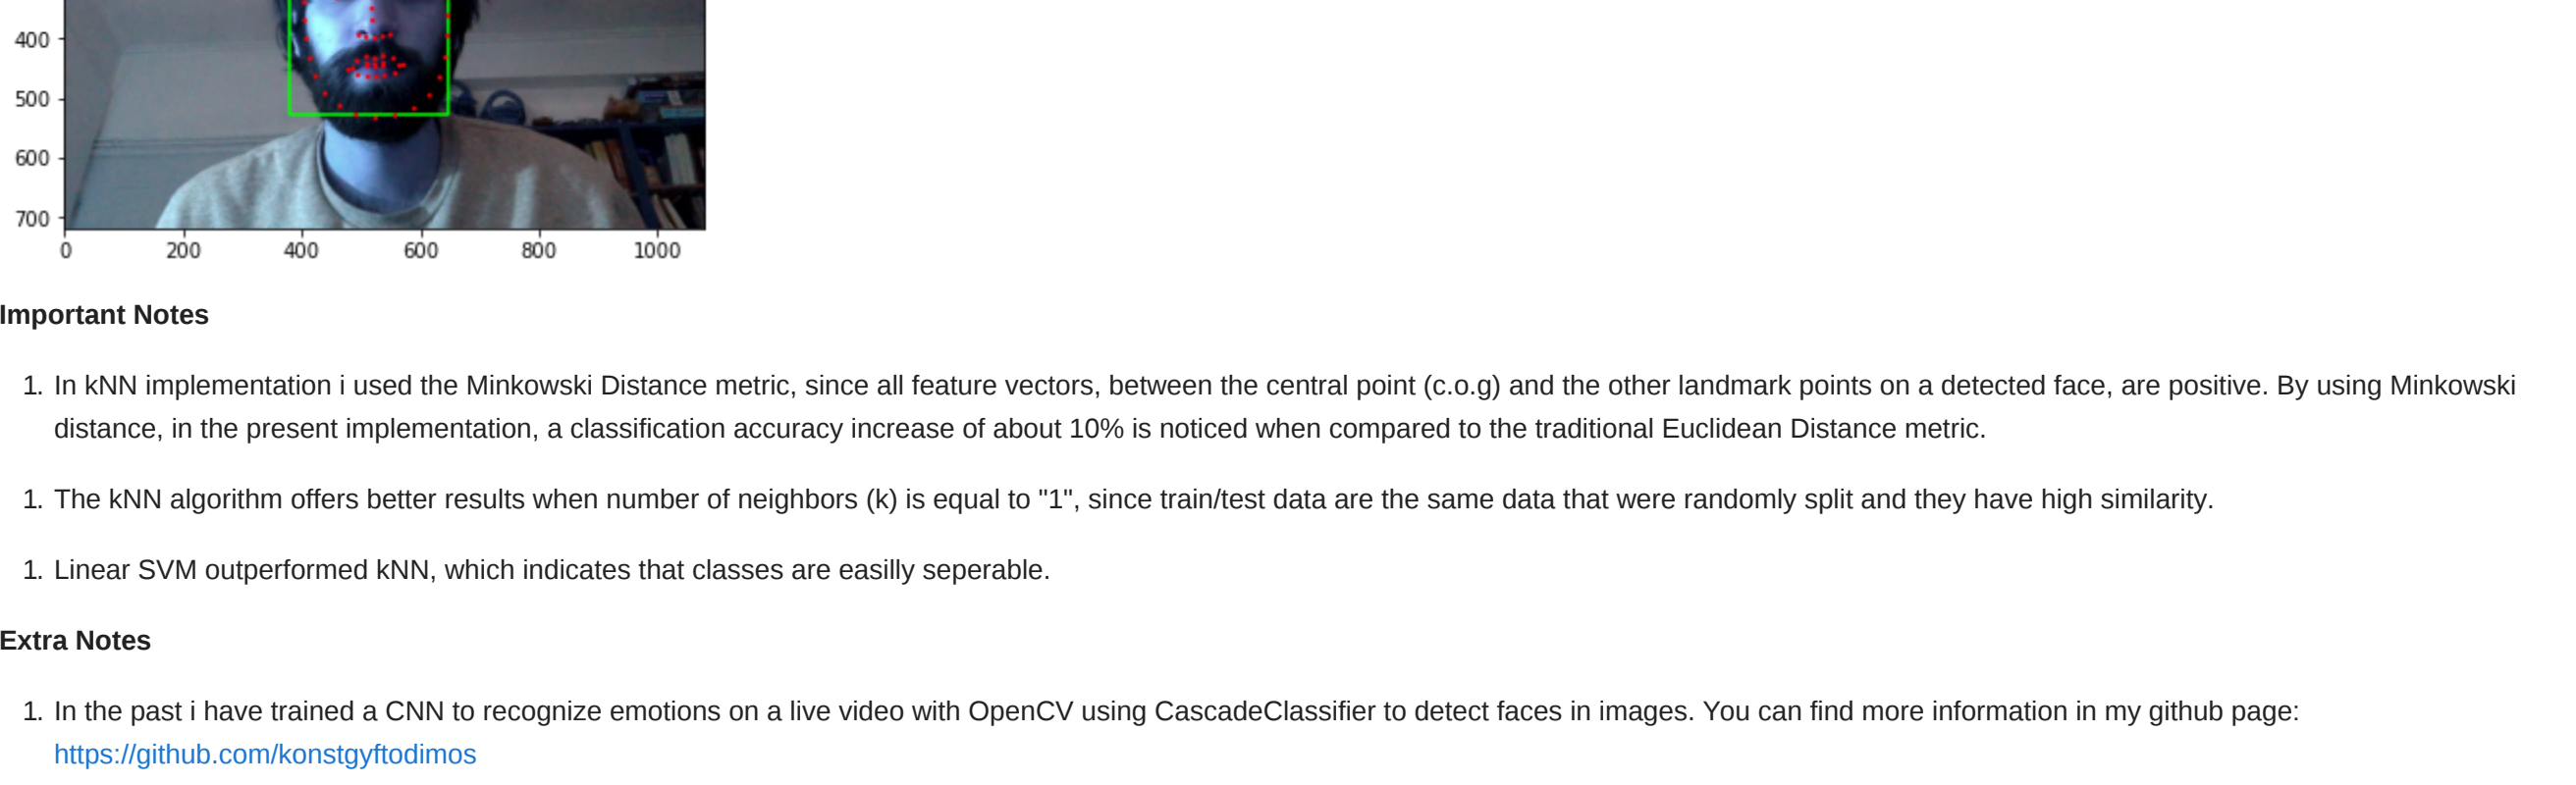 400
500
600
700
0 200 400 600 800 1000
Important Notes
1. In kNN implementation i used the Minkowski Distance metric, since all feature vectors, between the central point (c.o.g) and the other landmark points on a detected face, are positive. By using Minkowski
distance, in the present implementation, a classification accuracy increase of about 10% is noticed when compared to the traditional Euclidean Distance metric.
1. The kNN algorithm offers better results when number of neighbors (k) is equal to "1", since train/test data are the same data that were randomly split and they have high similarity.
1. Linear SVM outperformed kNN, which indicates that classes are easilly seperable.
Extra Notes
1. In the past i have trained a CNN to recognize emotions on a live video with OpenCV using CascadeClassifier to detect faces in images. You can find more information in my github page:
https://github.com/konstgyftodimos